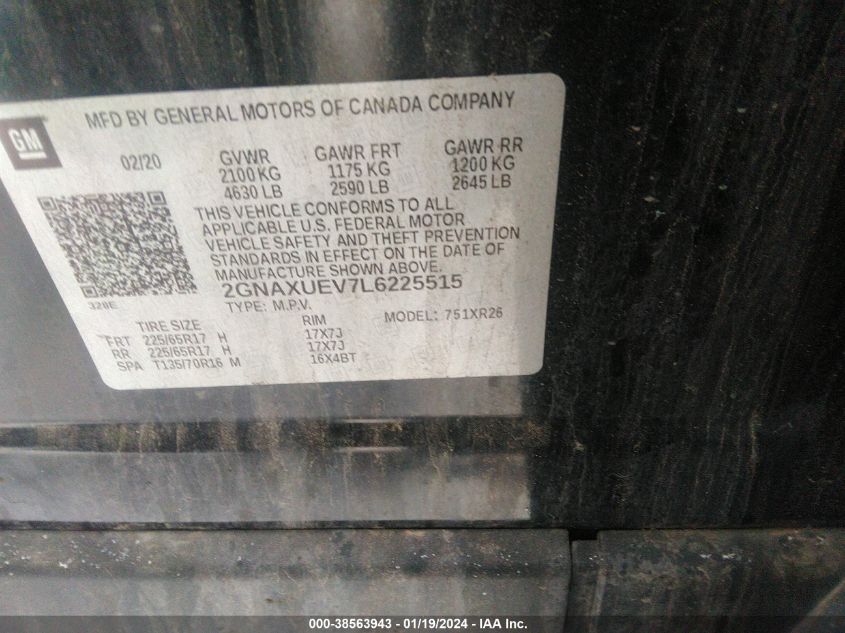 MFD BY GENERAL MOTORS OF CANADA COMPANY
GM
02/20 GVWR GAWR FRT GAWR RR
2100 KG 1175 KG 1200 KG
4630 LB 2590 LB 2645 LB
THIS VEHICLE CONFORMS TO ALL
APPLICABLE U.S. FEDERAL MOTOR
VEHICLE SAFETY AND THEFT PREVENTION
STANDARDS IN EFFECT ON THE DATE OF
MANUFACTURE SHOWN ABOVE.
2GNAXUEV7L6225515
320E TYPE: M.P.V. MODEL: 751XR26
TIRE SIZE RIM
FRT 225/65R17 H 17X7J
RR 225/65R17 H 17X7J
SPA T135/70R16 M 16X4BT
000-38563943 - 01/19/2024 - IAA Inc.